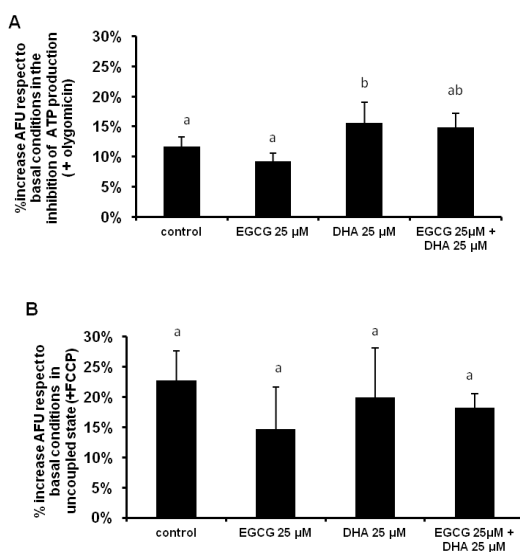 A
%increase AFU respect to
basal conditions in the
inhibition of ATP production
(+ olygomicin)
30%
25%
20%
15%
10%
5%
0%
a
a
b
ab
control
EGCG 25 µM
DHA 25 µM
EGCG 25µM +
DHA 25 µM
B
% increase AFU respect to
basal conditions in
uncoupled state (+FCCP)
30%
25%
20%
15%
10%
5%
0%
a
a
a
a
control
EGCG 25 µM
DHA 25 µM
EGCG 25µM +
DHA 25 µM